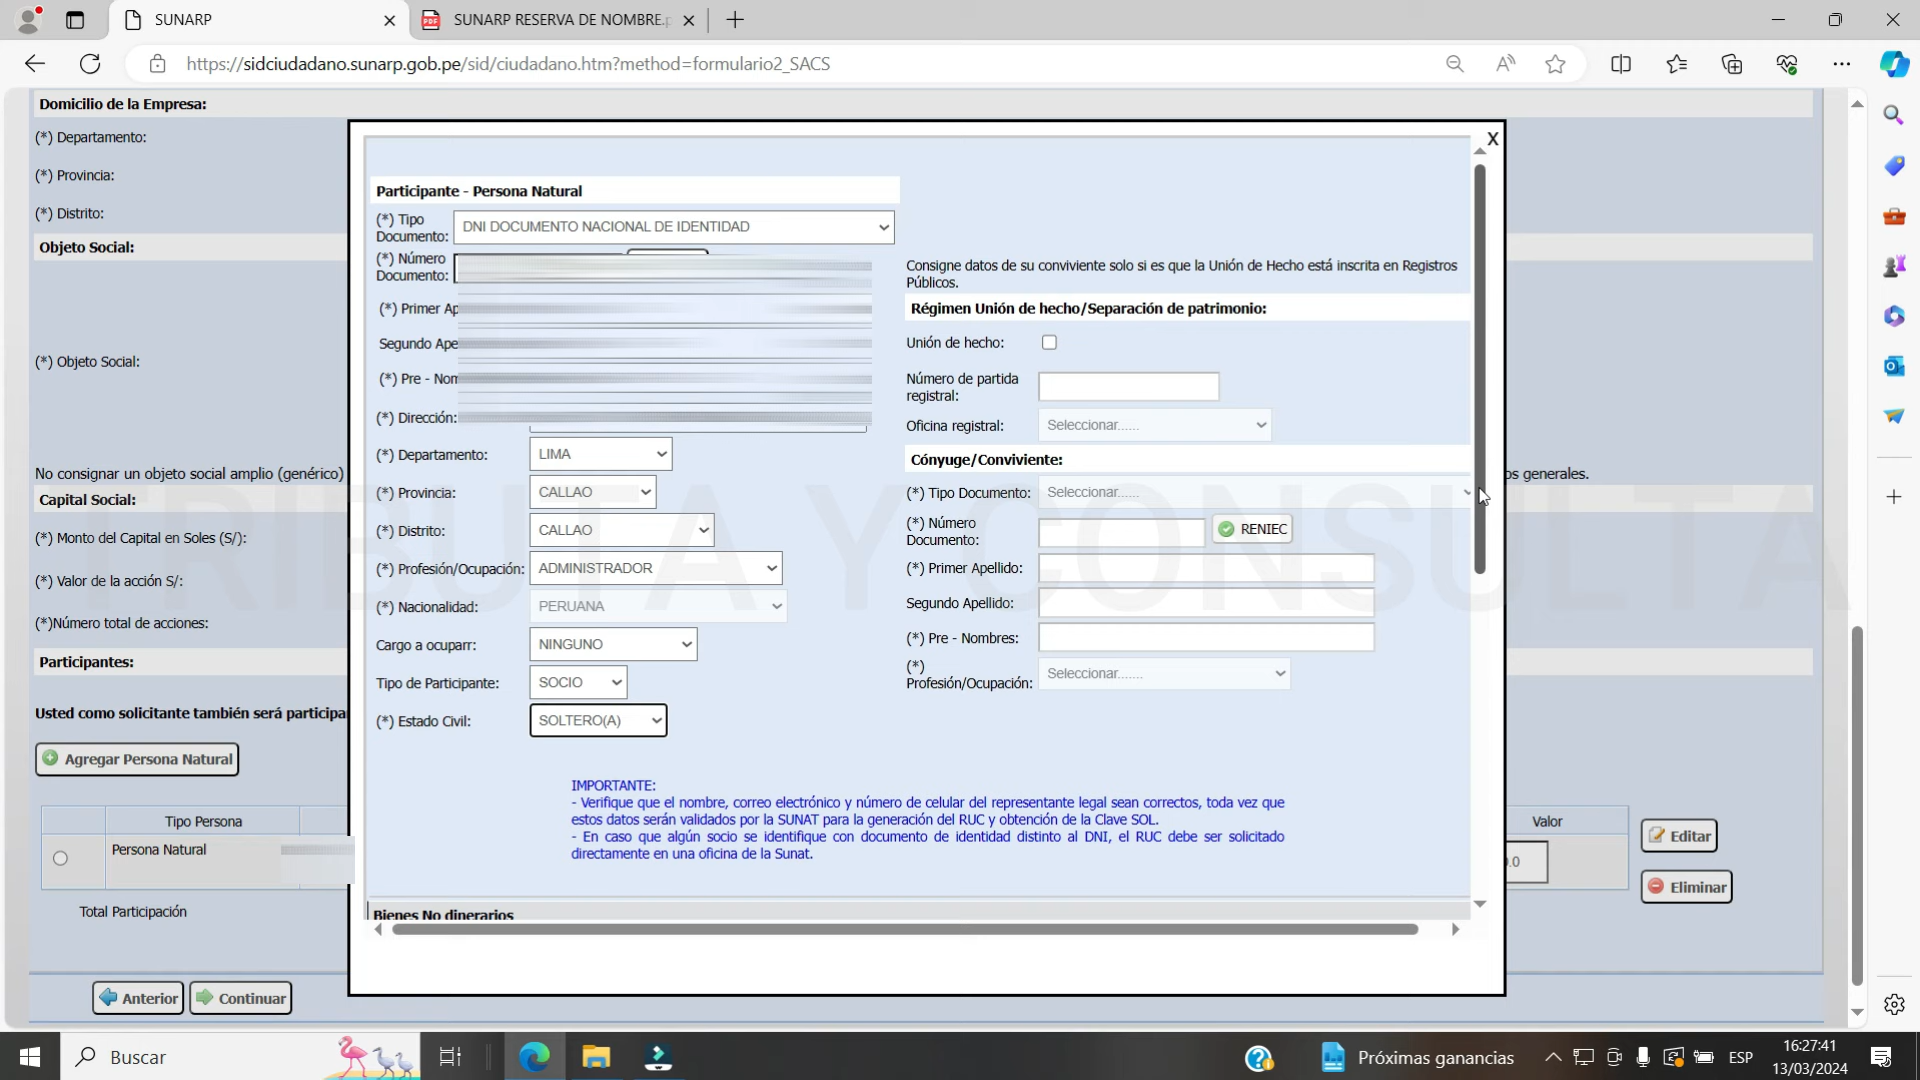 SUNARP
SUNARP RESERVA DE NOMBRE.p
https://sidciudadano.sunarp.gob.pe/sid/ciudadano.htm?method=formulario2_SACS
Domicilio de la Empresa:
(*) Departamento:
(*) Provincia:
(*) Distrito:
Objeto Social:
(*) Objeto Social:
No consignar un objeto social amplio (genérico)
os generales.
Capital Social:
(*) Monto del Capital en Soles (S/):
(*) Valor de la acción S/:
(*)Número total de acciones:
Participantes:
Usted como solicitante también será participa
Agregar Persona Natural
Tipo Persona
Valor
Persona Natural
0.0
Editar
Eliminar
Total Participación
Anterior
Continuar
X
Participante - Persona Natural
(*) Tipo
Documento:
DNI DOCUMENTO NACIONAL DE IDENTIDAD
(*) Número
Documento:
(*) Primer Ap
Segundo Ape
(*) Pre - Nom
(*) Dirección:
(*) Departamento:
LIMA
(*) Provincia:
CALLAO
(*) Distrito:
CALLAO
(*) Profesión/Ocupación:
ADMINISTRADOR
(*) Nacionalidad:
PERUANA
Cargo a ocuparr:
NINGUNO
Tipo de Participante:
SOCIO
(*) Estado Civil:
SOLTERO(A)
Consigne datos de su conviviente solo si es que la Unión de Hecho está inscrita en Registros
Públicos.
Régimen Unión de hecho/Separación de patrimonio:
Unión de hecho:
Número de partida
registral:
Oficina registral:
Seleccionar......
Cónyuge/Conviviente:
(*) Tipo Documento:
Seleccionar......
(*) Número
Documento:
RENIEC
(*) Primer Apellido:
Segundo Apellido:
(*) Pre - Nombres:
(*)
Profesión/Ocupación:
Seleccionar.......
IMPORTANTE:
- Verifique que el nombre, correo electrónico y número de celular del representante legal sean correctos, toda vez que
estos datos serán validados por la SUNAT para la generación del RUC y obtención de la Clave SOL.
- En caso que algún socio se identifique con documento de identidad distinto al DNI, el RUC debe ser solicitado
directamente en una oficina de la Sunat.
Bienes No dinerarios
TRIBUTA Y CONSULTA
Buscar
Próximas ganancias
ESP
16:27:41
13/03/2024